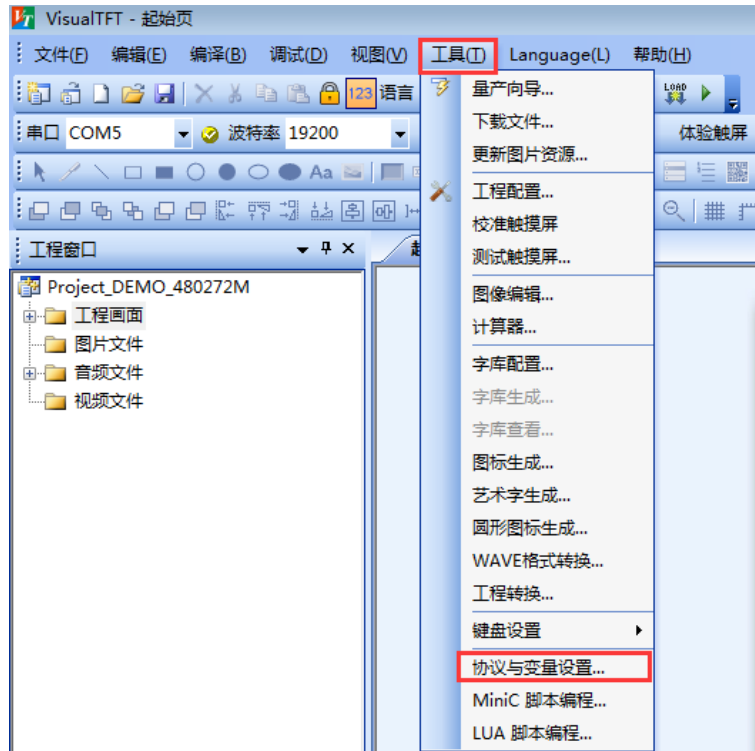 VisualTFT - 起始页
文件(F) 编辑(E) 编译(B) 调试(D) 视图(V) 工具(T) Language(L) 帮助(H)
123 语言 LOAD
串口 COM5 波特率 19200 体验触屏
Aa
工程窗口
Project_DEMO_480272M
工程画面
图片文件
音频文件
视频文件
量产向导...
下载文件...
更新图片资源...
工程配置...
校准触摸屏
测试触摸屏...
图像编辑...
计算器...
字库配置...
字库生成...
字库查看...
图标生成...
艺术字生成...
圆形图标生成...
WAVE格式转换...
工程转换...
键盘设置
协议与变量设置...
MiniC 脚本编程...
LUA 脚本编程...